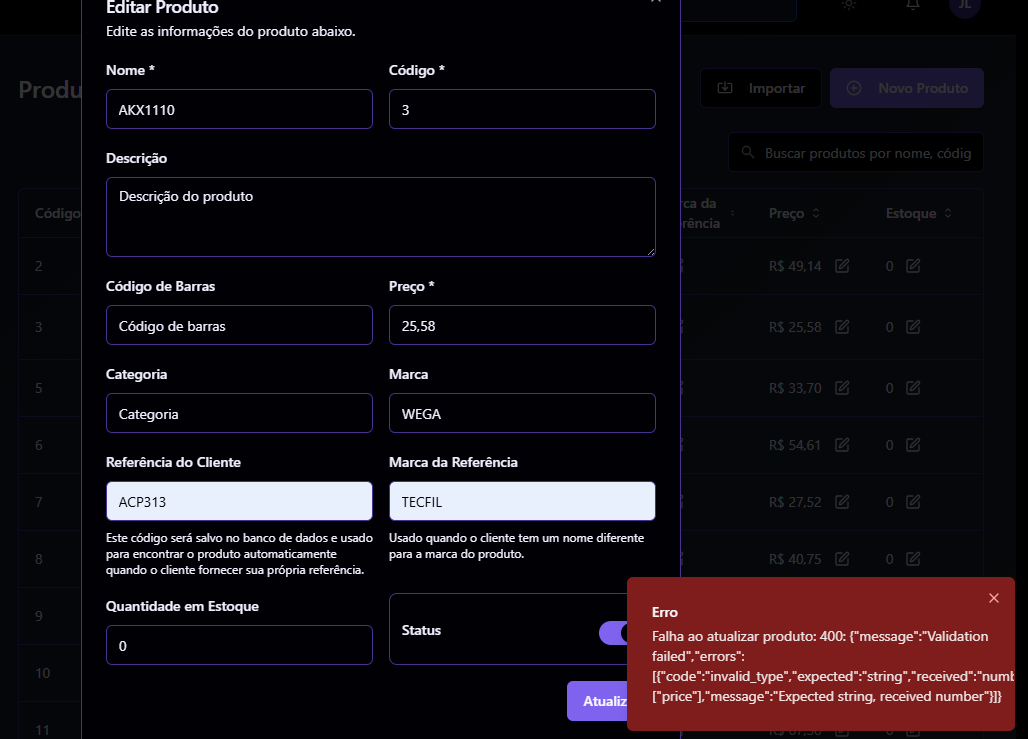 Editar Produto
Edite as informações do produto abaixo.
JL
Produ
Importar
Novo Produto
Buscar produtos por nome, códig
Nome *
Código *
AKX1110
3
Descrição
Descrição do produto
Código de Barras
Preço *
Código de barras
25,58
Categoria
Marca
Categoria
WEGA
Referência do Cliente
Marca da Referência
ACP313
TECFIL
Este código será salvo no banco de dados e usado
para encontrar o produto automaticamente
quando o cliente fornecer sua própria referência.
Usado quando o cliente tem um nome diferente
para a marca do produto.
Quantidade em Estoque
0
Status
Atualiz
Código
rca da
rência
Preço
Estoque
2
R$ 49,14
0
3
R$ 25,58
0
5
R$ 33,70
0
6
R$ 54,61
0
7
R$ 27,52
0
8
R$ 40,75
0
9
10
11
Erro
Falha ao atualizar produto: 400: {"message":"Validation
failed","errors":
[{"code":"invalid_type","expected":"string","received":"numb
["price"],"message":"Expected string, received number"}]}